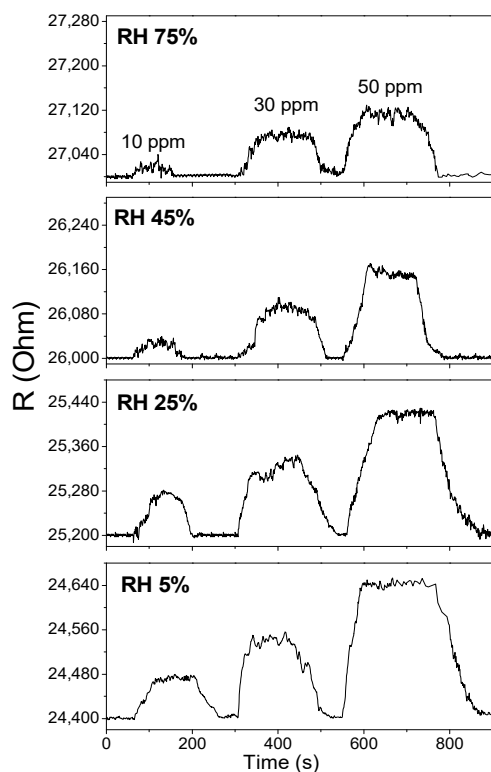 27,280
RH 75%
27,200
50 ppm
30 ppm
27,120
10 ppm
27,040
RH 45%
26,240
26,160
26,080
26,000
R (Ohm)
25,440
RH 25%
25,360
25,280
25,200
24,640
RH 5%
24,560
24,480
24,400
0 200 400 600 800
Time (s)